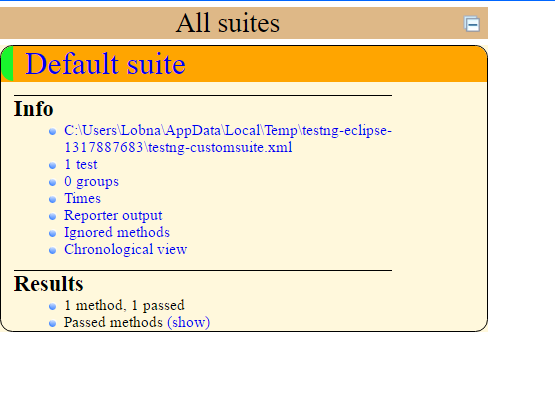 All suites
Default suite
Info
C:\Users\Lobna\AppData\Local\Temp\testng-eclipse-
1317887683\testng-customsuite.xml
1 test
0 groups
Times
Reporter output
Ignored methods
Chronological view
Results
1 method, 1 passed
Passed methods (show)